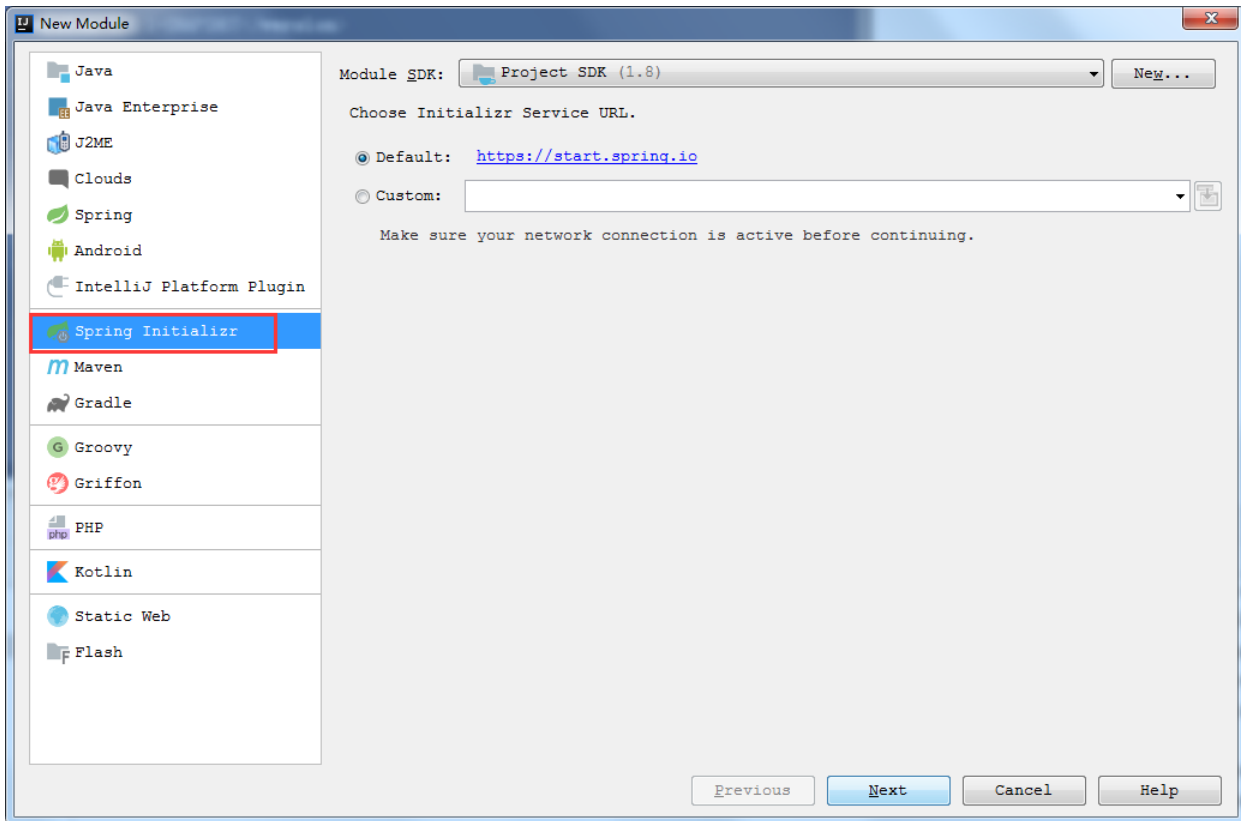 New Module
Java
Java Enterprise
J2ME
Clouds
Spring
Android
IntelliJ Platform Plugin
Spring Initializr
Maven
Gradle
G Groovy
Griffon
php PHP
Kotlin
Static Web
Flash
Module SDK: Project SDK (1.8) New...
Choose Initializr Service URL.
Default: https://start.spring.io
Custom:
Make sure your network connection is active before continuing.
Previous Next Cancel Help